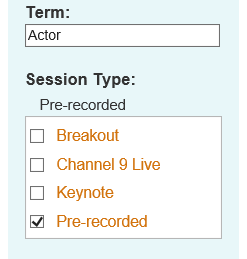 Term:
Actor
Session Type:
Pre-recorded
Breakout
Channel 9 Live
Keynote
Pre-recorded